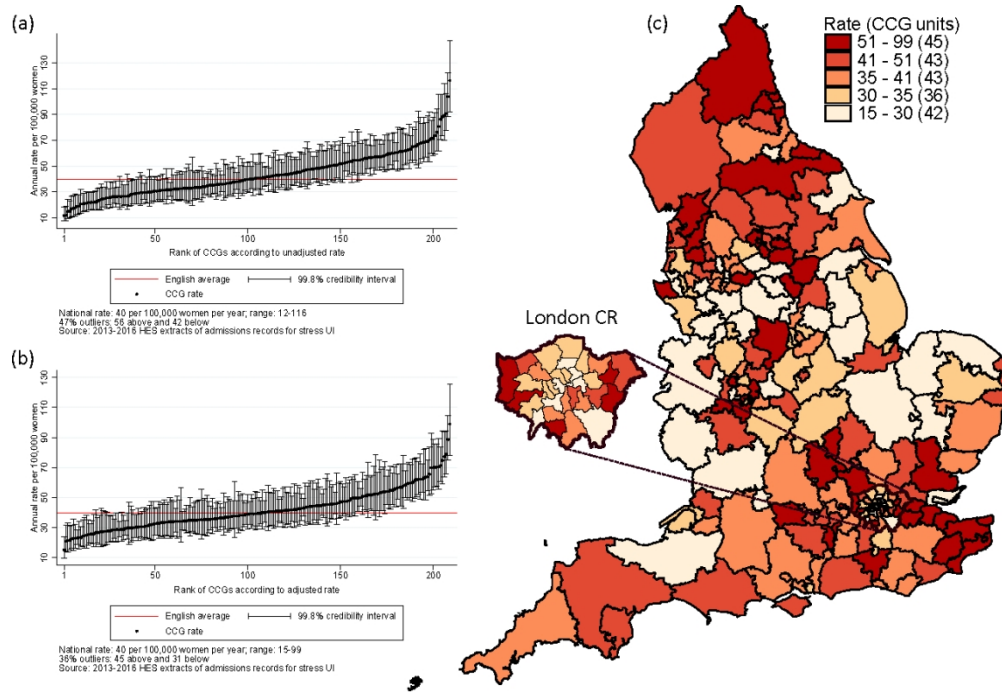 (a)
130
110
90
70
50
30
10
Annual rate per 100,000 women
1 50 100 150 200
Rank of CCGs according to unadjusted rate
English average 99.8% credibility interval
CCG rate
National rate: 40 per 100,000 women per year; range: 12-116
47% outliers: 56 above and 42 below
Source: 2013-2016 HES extracts of admissions records for stress UI
(b)
130
110
90
70
50
30
10
Annual rate per 100,000 women
1 50 100 150 200
Rank of CCGs according to adjusted rate
English average 99.8% credibility interval
CCG rate
National rate: 40 per 100,000 women per year; range: 15-99
36% outliers: 45 above and 31 below
Source: 2013-2016 HES extracts of admissions records for stress UI
(c)
Rate (CCG units)
51 - 99 (45)
41 - 51 (43)
35 - 41 (43)
30 - 35 (36)
15 - 30 (42)
London CR